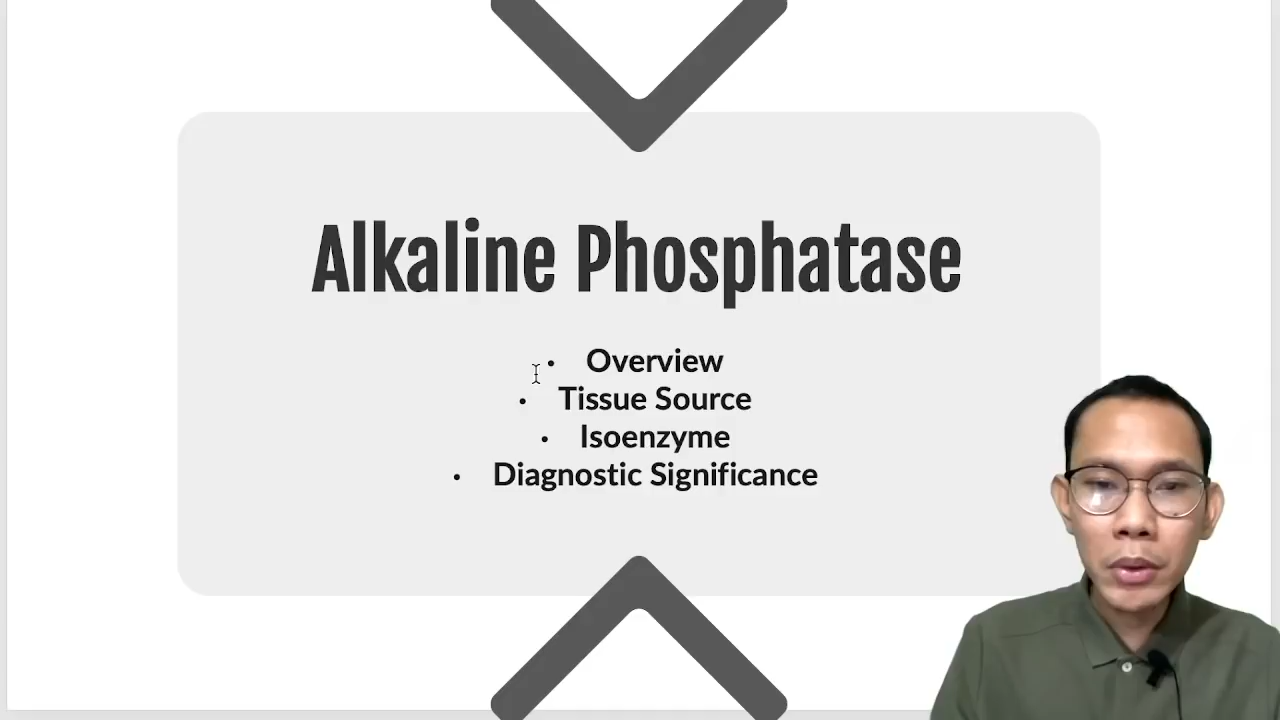 Alkaline Phosphatase
• Overview
• Tissue Source
• Isoenzyme
• Diagnostic Significance